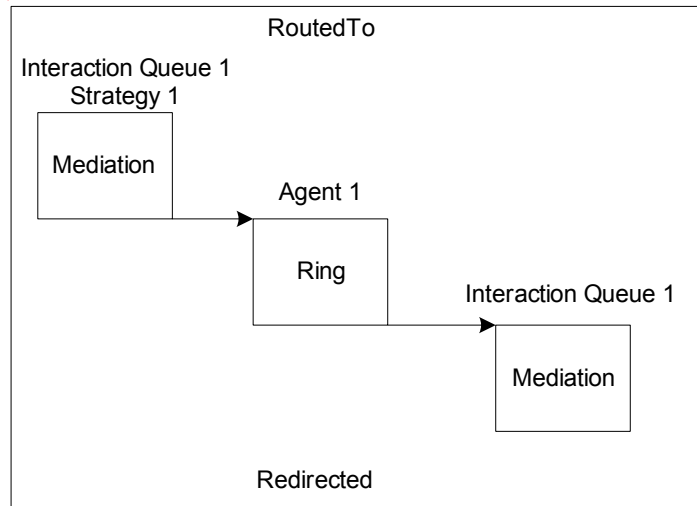 RoutedTo
Interaction Queue 1
Strategy 1
Mediation
Agent 1
Ring
Interaction Queue 1
Mediation
Redirected